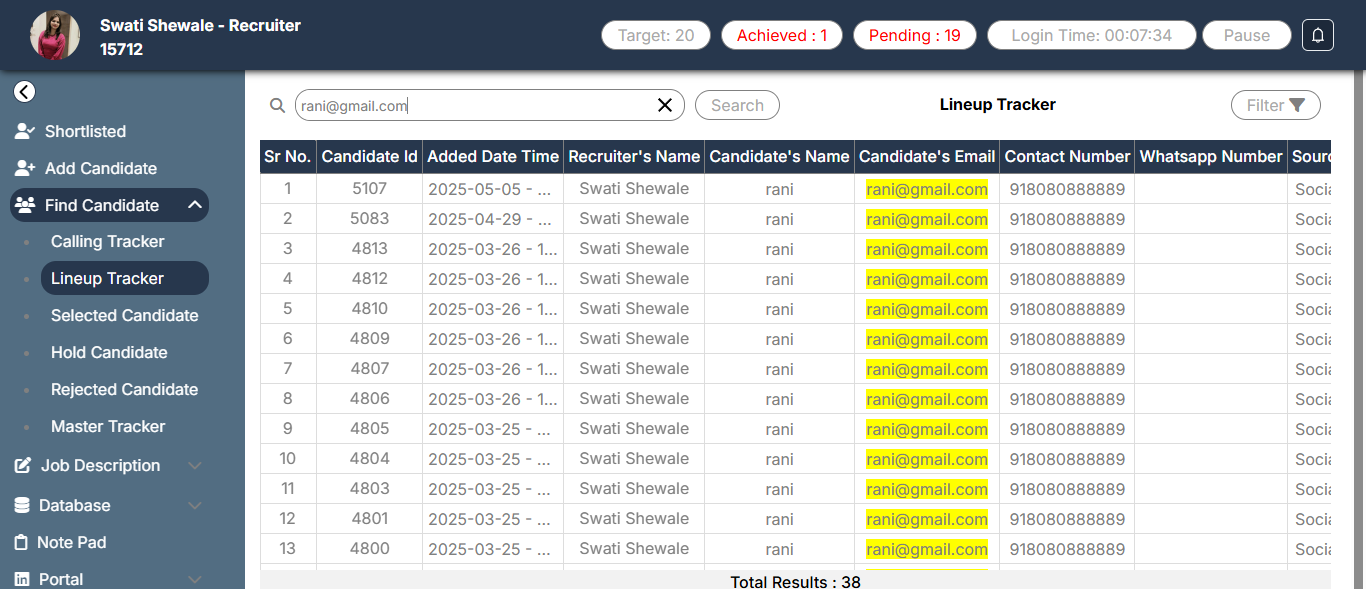 Swati Shewale - Recruiter
15712
Target: 20 Achieved : 1 Pending : 19 Login Time: 00:07:34 Pause
Shortlisted
Add Candidate
Find Candidate
Calling Tracker
Lineup Tracker
Selected Candidate
Hold Candidate
Rejected Candidate
Master Tracker
Job Description
Database
Note Pad
Portal
rani@gmail.com Search Lineup Tracker Filter
Sr No. Candidate Id Added Date Time Recruiter's Name Candidate's Name Candidate's Email Contact Number Whatsapp Number Sourc
1 5107 2025-05-05 - ... Swati Shewale rani rani@gmail.com 918080888889 Socia
2 5083 2025-04-29 - ... Swati Shewale rani rani@gmail.com 918080888889 Socia
3 4813 2025-03-26 - 1... Swati Shewale rani rani@gmail.com 918080888889 Socia
4 4812 2025-03-26 - 1... Swati Shewale rani rani@gmail.com 918080888889 Socia
5 4810 2025-03-26 - 1... Swati Shewale rani rani@gmail.com 918080888889 Socia
6 4809 2025-03-26 - 1... Swati Shewale rani rani@gmail.com 918080888889 Socia
7 4807 2025-03-26 - 1... Swati Shewale rani rani@gmail.com 918080888889 Socia
8 4806 2025-03-26 - 1... Swati Shewale rani rani@gmail.com 918080888889 Socia
9 4805 2025-03-25 - ... Swati Shewale rani rani@gmail.com 918080888889 Socia
10 4804 2025-03-25 - ... Swati Shewale rani rani@gmail.com 918080888889 Socia
11 4803 2025-03-25 - ... Swati Shewale rani rani@gmail.com 918080888889 Socia
12 4801 2025-03-25 - ... Swati Shewale rani rani@gmail.com 918080888889 Socia
13 4800 2025-03-25 - ... Swati Shewale rani rani@gmail.com 918080888889 Socia
Total Results : 38